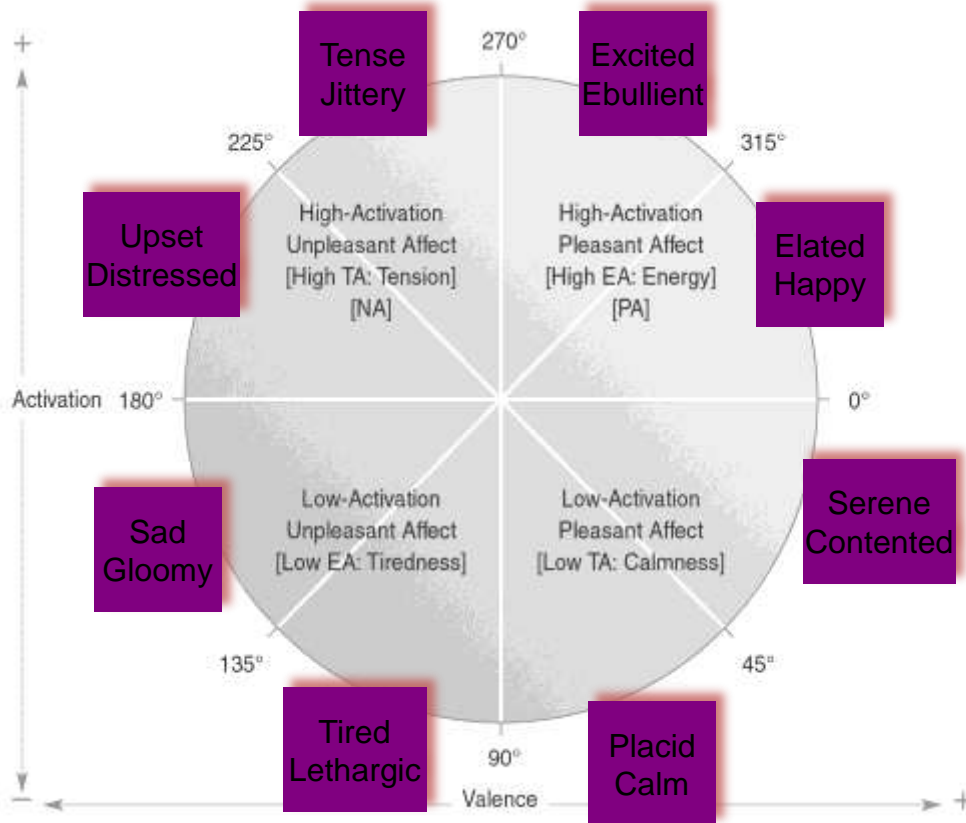 +
Tense
Jittery
270°
Excited
Ebullient
225°
315°
Upset
Distressed
High-Activation
Unpleasant Affect
[High TA: Tension]
[NA]
High-Activation
Pleasant Affect
[High EA: Energy]
[PA]
Elated
Happy
Activation
180°
0°
Sad
Gloomy
Low-Activation
Unpleasant Affect
[Low EA: Tiredness]
Low-Activation
Pleasant Affect
[Low TA: Calmness]
Serene
Contented
135°
45°
Tired
Lethargic
90°
Placid
Calm
–
Valence
+